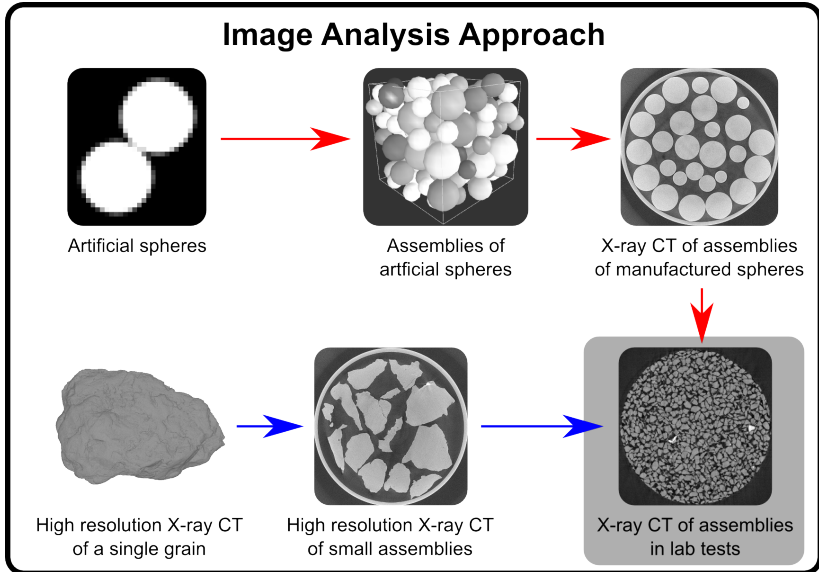 Image Analysis Approach
Artificial spheres
Assemblies of
artficial spheres
X-ray CT of assemblies
of manufactured spheres
High resolution X-ray CT
of a single grain
High resolution X-ray CT
of small assemblies
X-ray CT of assemblies
in lab tests